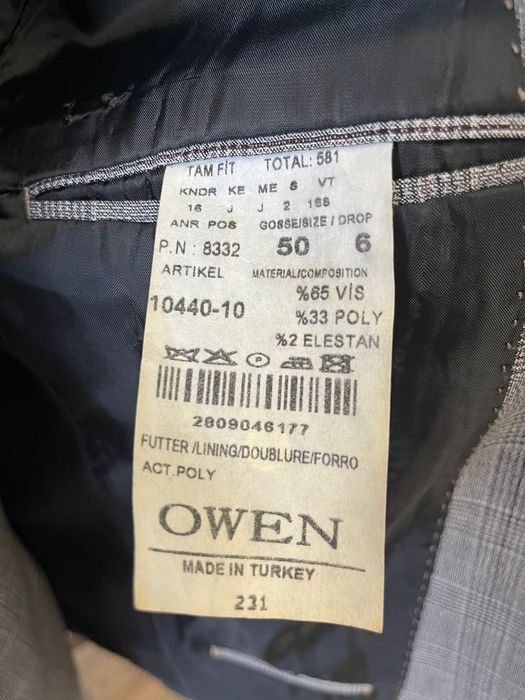 TAM FİT TOTAL: 581
KNDR KE ME S VT
16 J J 2 166
ANR POS GOSSE/SIZE / DROP
P.N : 8332 50 6
ARTIKEL MATERIAL/COMPOSITION
10440-10 %65 VİS
%33 POLY
%2 ELESTAN
2809046177
FUTTER /LINING/DOUBLURE/FORRO
ACT.POLY
OWEN
MADE IN TURKEY
231